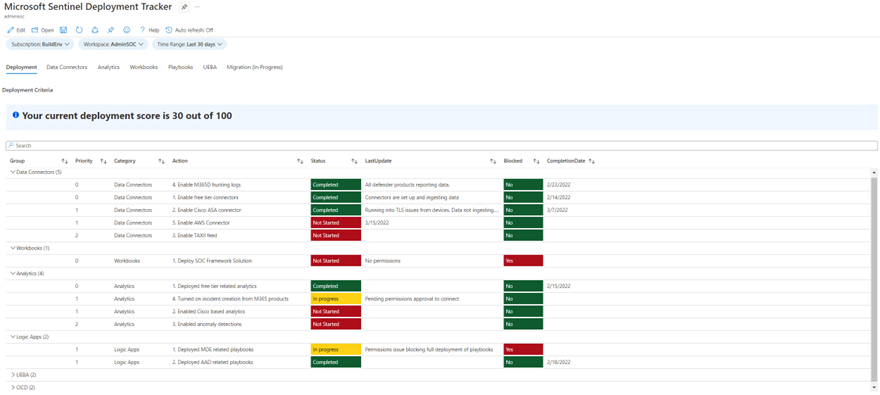 Microsoft Sentinel Deployment Tracker
adminsoc
Edit Open Help Auto refresh: Off
Subscription: BuildEnv Workspace: AdminSOC Time Range: Last 30 days
Deployment Data Connectors Analytics Workbooks Playbooks UEBA Migration (In Progress)
Deployment Criteria
Your current deployment score is 30 out of 100
Search
Group Priority Category Action Status LastUpdate Blocked CompletionDate
Data Connectors (5)
0 Data Connectors 4. Enable M365D hunting logs Completed All defender products reporting data. No 2/23/2022
0 Data Connectors 1. Enable free tier connectors Completed Connectors are set up and ingesting data No 2/14/2022
1 Data Connectors 2. Enable Cisco ASA connector Completed Running into TLS issues from devices. Data not ingesting,... No 3/7/2022
1 Data Connectors 5. Enable AWS Connector Not Started 3/15/2022 No
2 Data Connectors 3. Enable TAXII feed Not Started No
Workbooks (1)
0 Workbooks 1. Deploy SOC Framework Solution Not Started No permissions Yes
Analytics (4)
0 Analytics 1. Deployed free tier related analytics Completed No 2/15/2022
1 Analytics 4. Turned on incident creation from M365 products In progress Pending permissions approval to connect No
1 Analytics 2. Enabled Cisco based analytics Not Started No
2 Analytics 3. Enabled anomaly detections Not Started No
Logic Apps (2)
1 Logic Apps 1. Deployed MDE related playbooks In progress Permissions issue blocking full deployment of playbooks Yes
1 Logic Apps 2. Deployed AAD related playbooks Completed No 2/18/2022
UEBA (2)
CICD (2)